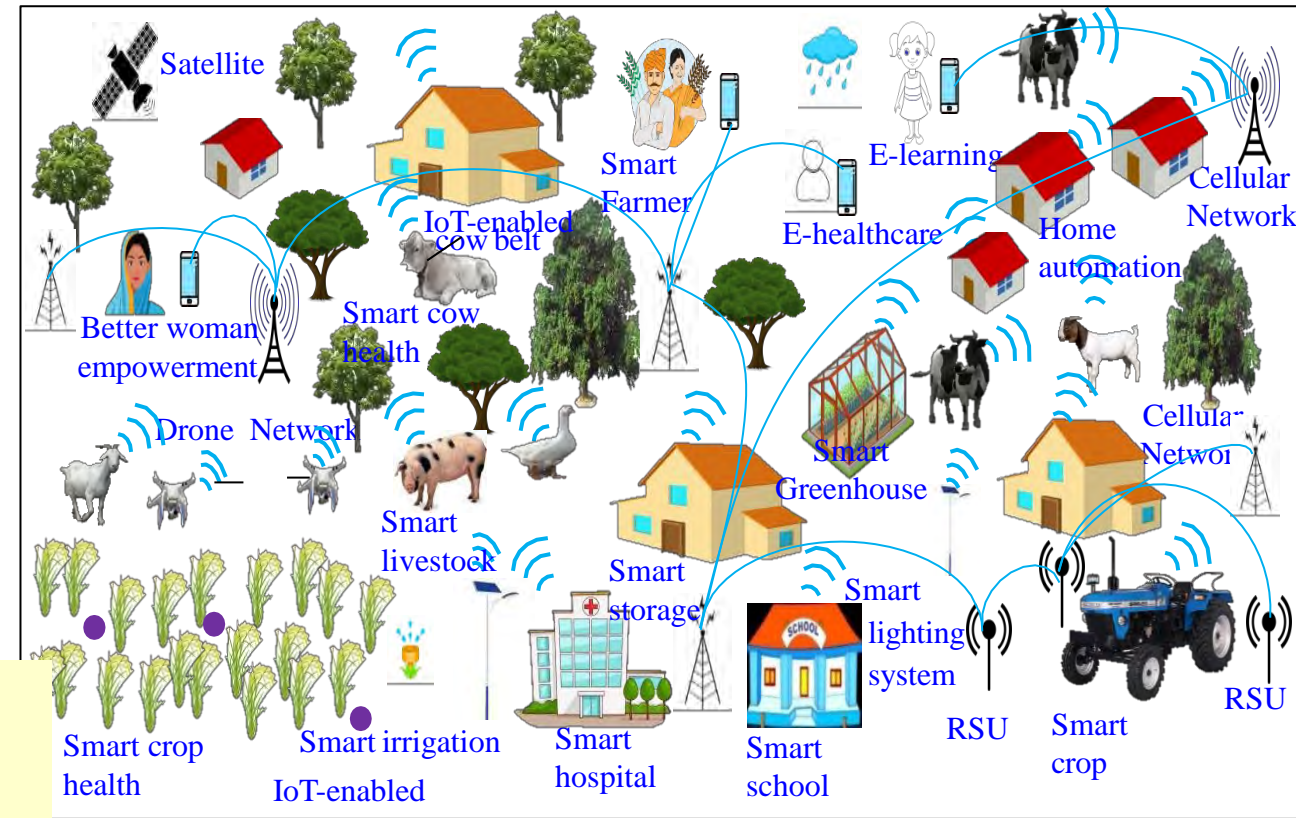 Satellite
E-learning
Smart
Farmer
Cellular
Network
IoT-enabled
cow belt
E-healthcare
Home
automation
Better woman
empowerment
Smart cow
health
Drone Network
Cellular
Networ
Smart
Greenhouse
Smart
livestock
Smart
storage
SCHOOL
Smart
lighting
system
RSU
RSU
Smart crop
health
Smart irrigation
IoT-enabled
Smart
hospital
Smart
school
Smart
crop